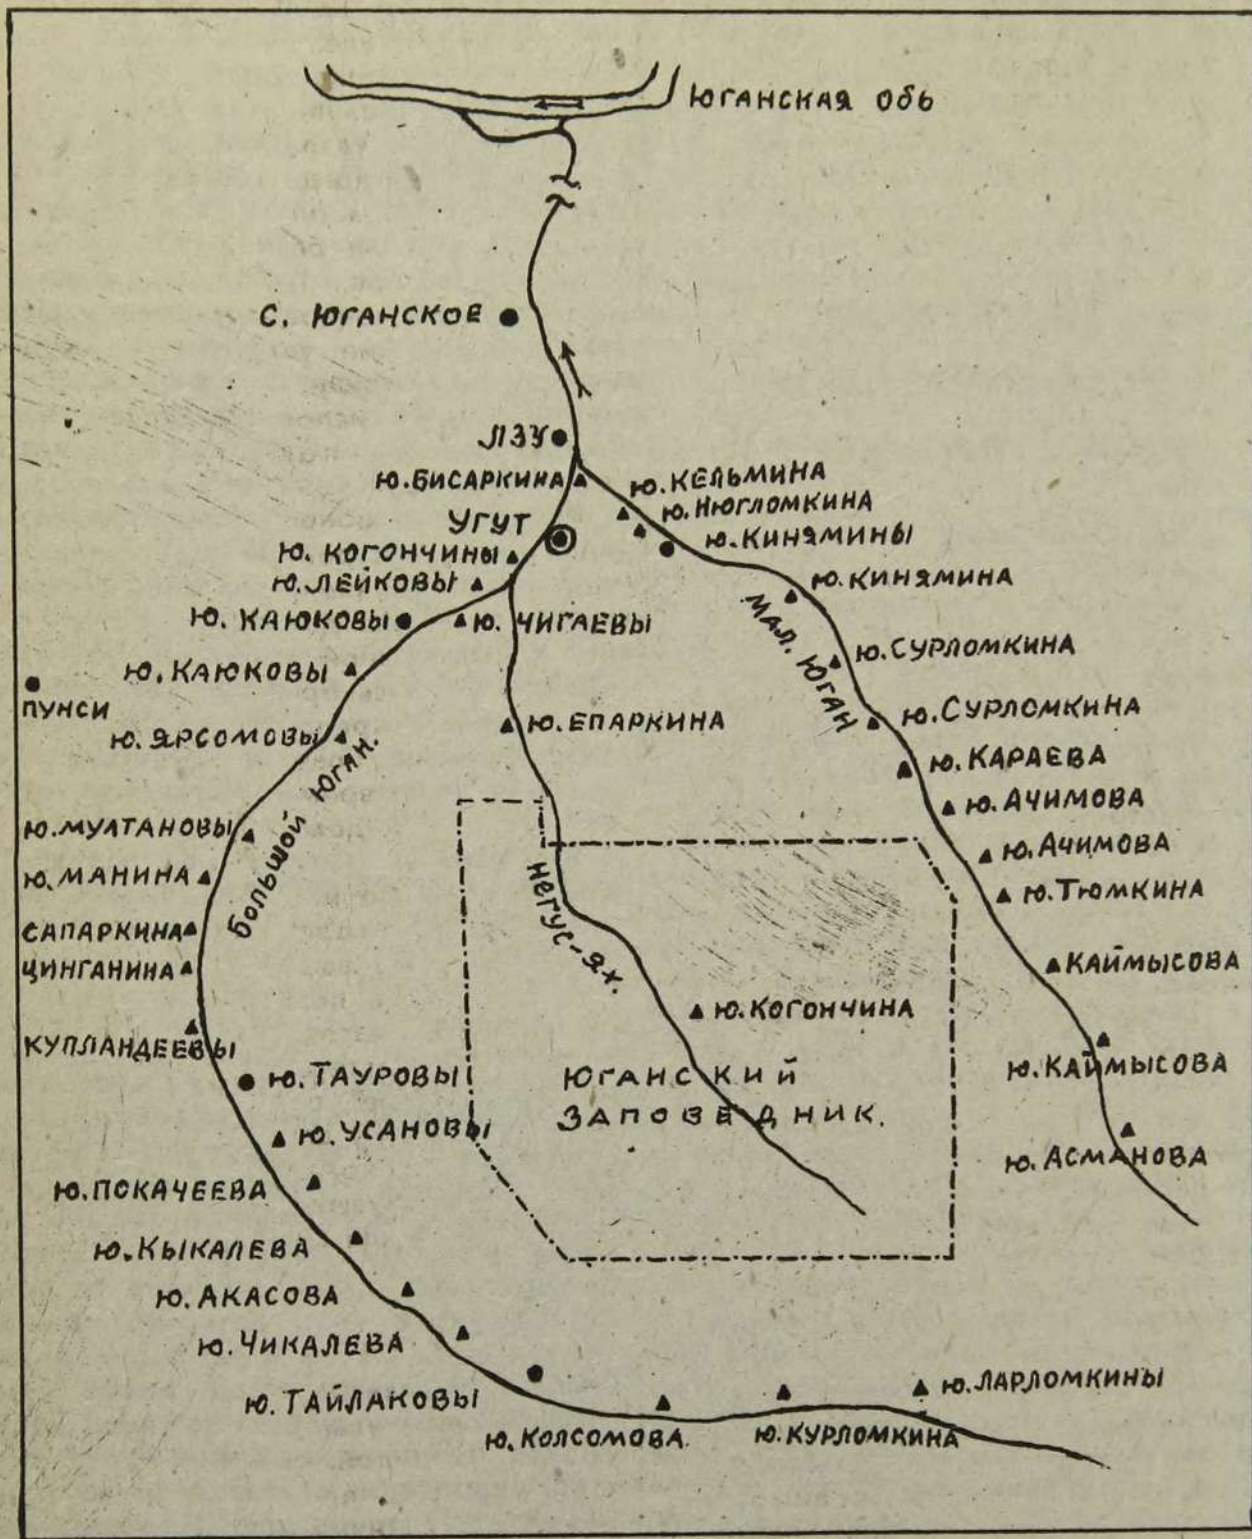 ЮГАНСКАЯ ОБЬ
С. ЮГАНСКОЕ
ЛЗУ
Ю. БИСАРКИНА
Ю. КЕЛЬМИНА
Ю. НЮГЛОМКИНА
УГУТ
Ю. КИНЯМИНЫ
Ю. КОГОНЧИНЫ
Ю. ЛЕЙКОВЫ
Ю. КИНЯМИНА
Ю. КАЮКОВЫ
Ю. ЧИГАЕВЫ
МАЛ. ЮГАН
Ю. СУРЛОМКИНА
Ю. КАЮКОВЫ
ПУНСИ
Ю. СУРЛОМКИНА
Ю. ЕПАРКИНА
Ю. ЯРСОМОВЫ
Ю. КАРАЕВА
БОЛЬШОЙ ЮГАН.
Ю. АЧИМОВА
Ю. МУЛТАНОВЫ
Ю. АЧИМОВА
Ю. МАНИНА
Ю. ТЮМКИНА
НЕГУС-ЯХ.
САПАРКИНА
ЦИНГАНИНА
КАЙМЫСОВА
Ю. КОГОНЧИНА
КУПЛАНДЕЕВЫ
Ю. ТАУРОВЫ
ЮГАНСКИЙ
ЗАПОВЕДНИК.
Ю. КАЙМЫСОВА
Ю. УСАНОВЫ
Ю. АСМАНОВА
Ю. ПОКАЧЕЕВА
Ю. КЫКАЛЕВА
Ю. АКАСОВА
Ю. ЧИКАЛЕВА
Ю. ТАЙЛАКОВЫ
Ю. ЛАРЛОМКИНЫ
Ю. КОЛСОМОВА.
Ю. КУРЛОМКИНА